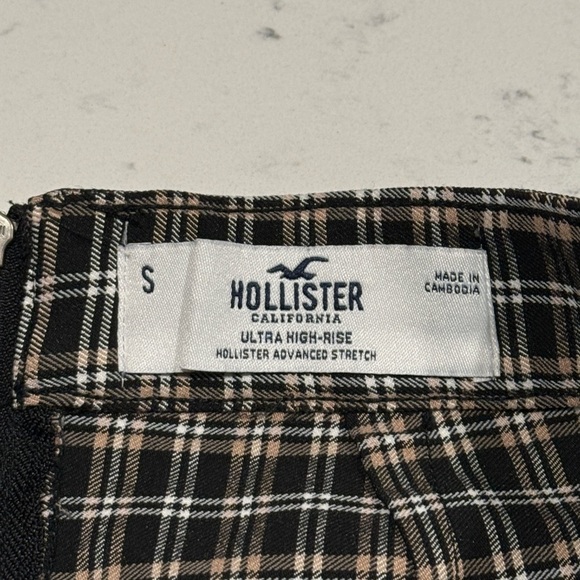 S
HOLLISTER
CALIFORNIA
ULTRA HIGH-RISE
HOLLISTER ADVANCED STRETCH
MADE IN
CAMBODIA